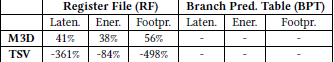 Register File (RF) Branch Pred. Table (BPT)
Laten. Ener. Footpr. Laten. Ener. Footpr.
M3D 41% 38% 56% - - -
TSV -361% -84% -498% - - -